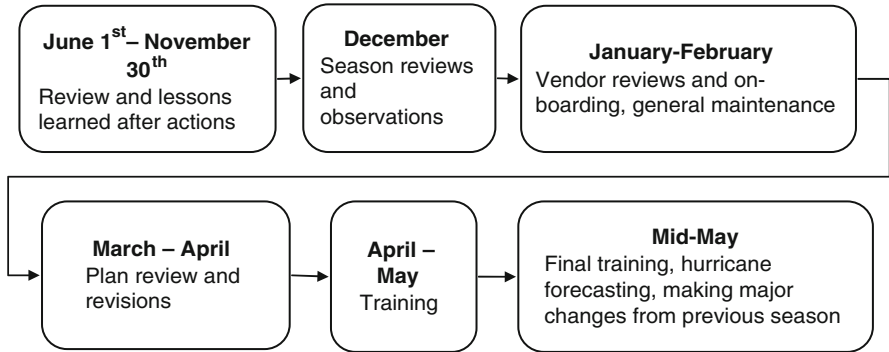 June 1st– November
30th
Review and lessons
learned after actions
December
Season reviews
and
observations
January-February
Vendor reviews and on-
boarding, general maintenance
March – April
Plan review and
revisions
April –
May
Training
Mid-May
Final training, hurricane
forecasting, making major
changes from previous season